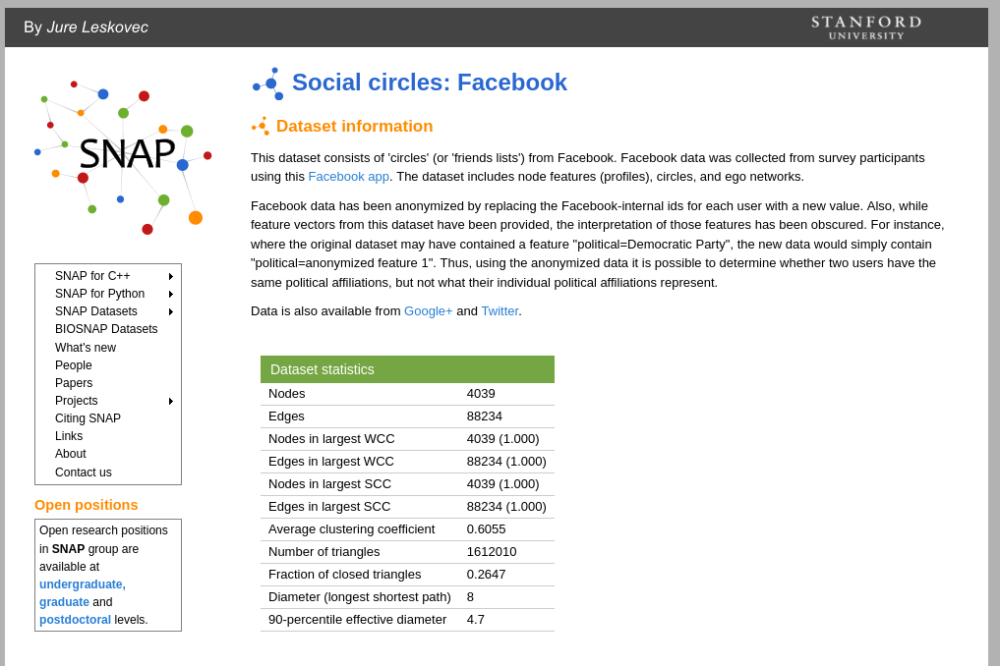 By Jure Leskovec
STANFORD
UNIVERSITY
SNAP
SNAP for C++
SNAP for Python
SNAP Datasets
BIOSNAP Datasets
What's new
People
Papers
Projects
Citing SNAP
Links
About
Contact us
Open positions
Open research positions
in SNAP group are
available at
undergraduate,
graduate and
postdoctoral levels.
Social circles: Facebook
Dataset information
This dataset consists of 'circles' (or 'friends lists') from Facebook. Facebook data was collected from survey participants
using this Facebook app. The dataset includes node features (profiles), circles, and ego networks.
Facebook data has been anonymized by replacing the Facebook-internal ids for each user with a new value. Also, while
feature vectors from this dataset have been provided, the interpretation of those features has been obscured. For instance,
where the original dataset may have contained a feature "political=Democratic Party", the new data would simply contain
"political=anonymized feature 1". Thus, using the anonymized data it is possible to determine whether two users have the
same political affiliations, but not what their individual political affiliations represent.
Data is also available from Google+ and Twitter.
Dataset statistics
Nodes 4039
Edges 88234
Nodes in largest WCC 4039 (1.000)
Edges in largest WCC 88234 (1.000)
Nodes in largest SCC 4039 (1.000)
Edges in largest SCC 88234 (1.000)
Average clustering coefficient 0.6055
Number of triangles 1612010
Fraction of closed triangles 0.2647
Diameter (longest shortest path) 8
90-percentile effective diameter 4.7